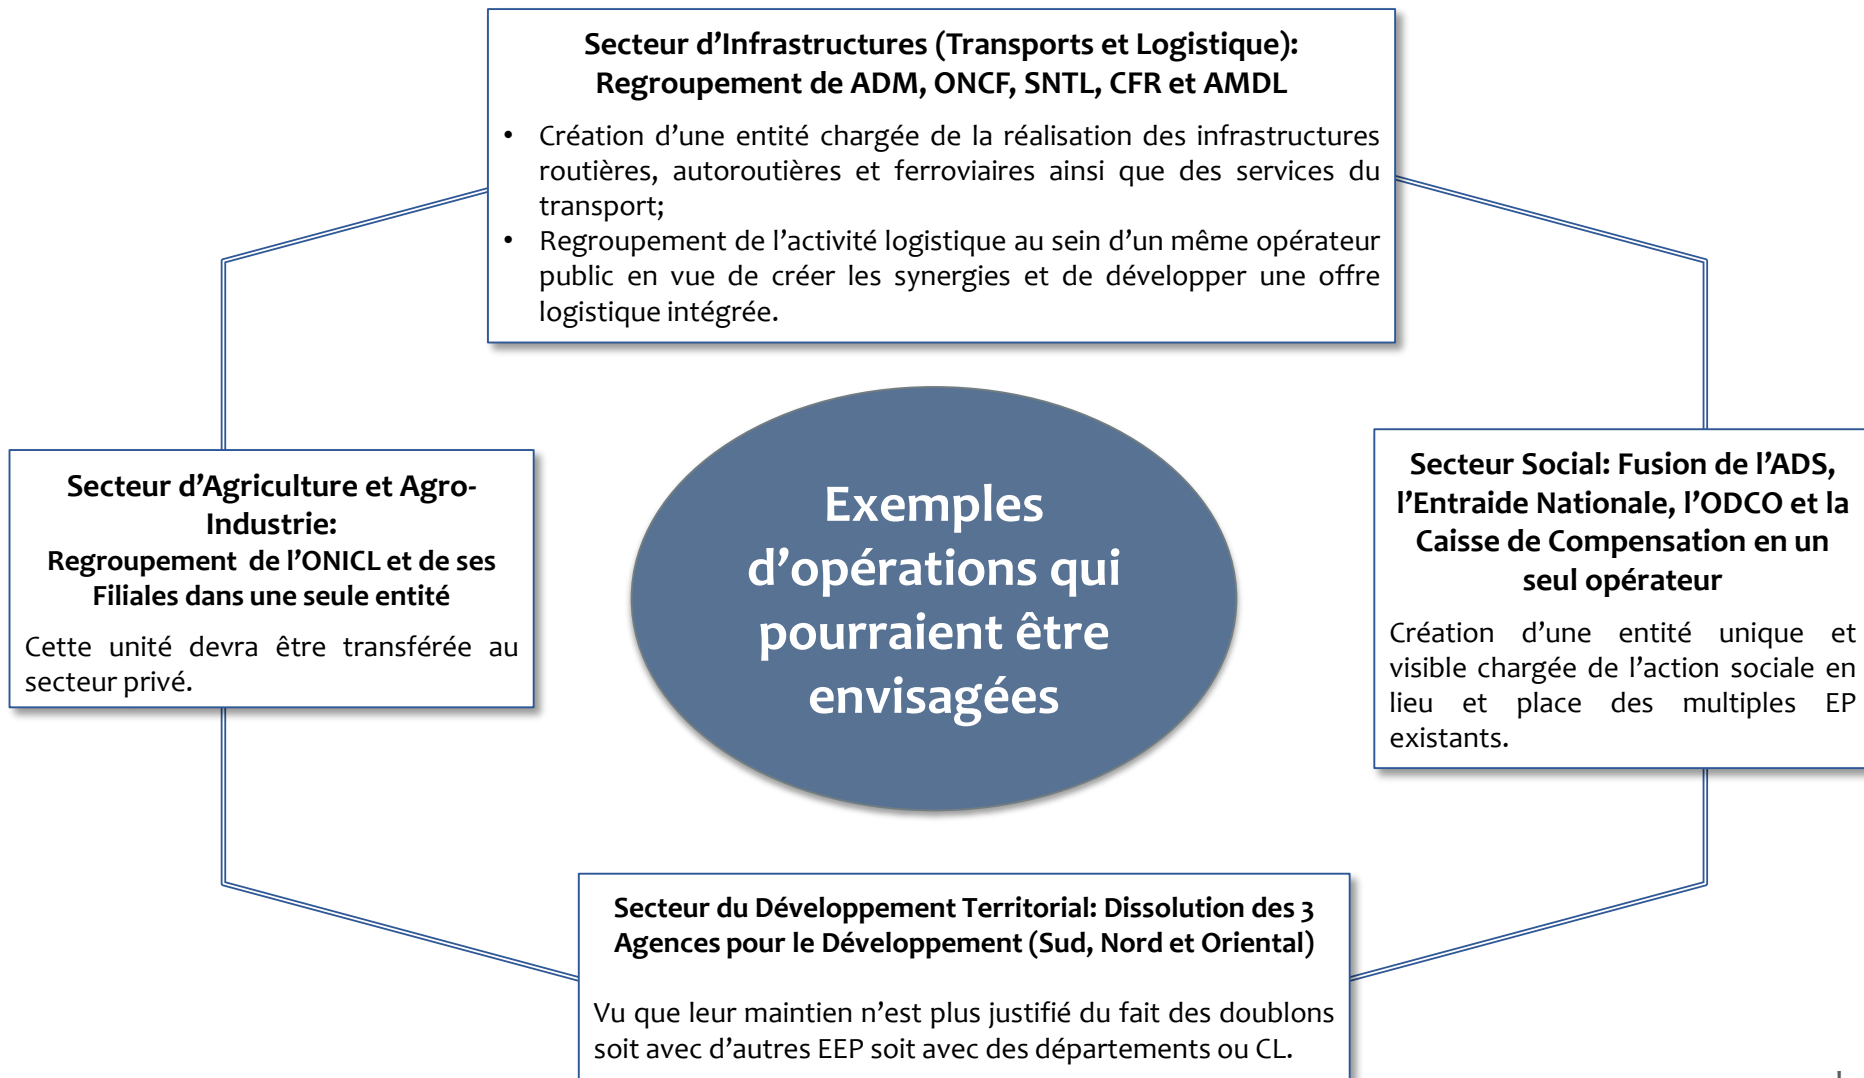 Secteur d’Infrastructures (Transports et Logistique):
Regroupement de ADM, ONCF, SNTL, CFR et AMDL
• Création d’une entité chargée de la réalisation des infrastructures
routières, autoroutières et ferroviaires ainsi que des services du
transport;
• Regroupement de l’activité logistique au sein d’un même opérateur
public en vue de créer les synergies et de développer une offre
logistique intégrée.
Secteur d’Agriculture et Agro-
Industrie:
Regroupement de l’ONICL et de ses
Filiales dans une seule entité
Cette unité devra être transférée au
secteur privé.
Exemples
d’opérations qui
pourraient être
envisagées
Secteur Social: Fusion de l’ADS,
l’Entraide Nationale, l’ODCO et la
Caisse de Compensation en un
seul opérateur
Création d’une entité unique et
visible chargée de l’action sociale en
lieu et place des multiples EP
existants.
Secteur du Développement Territorial: Dissolution des 3
Agences pour le Développement (Sud, Nord et Oriental)
Vu que leur maintien n’est plus justifié du fait des doublons
soit avec d’autres EEP soit avec des départements ou CL.